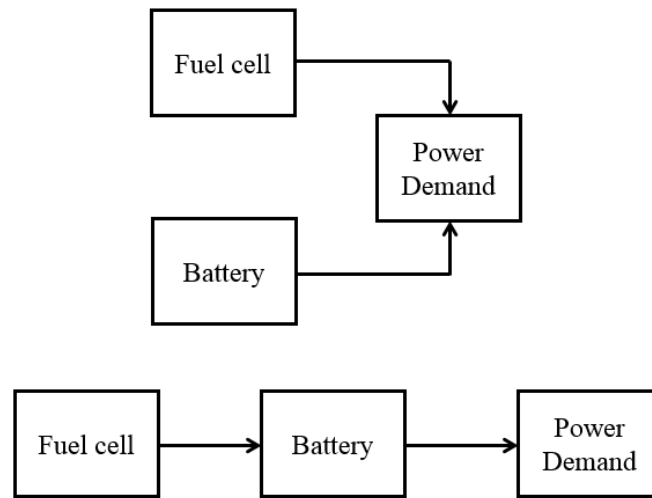 Fuel cell
Power
Demand
Battery
Fuel cell
Battery
Power
Demand